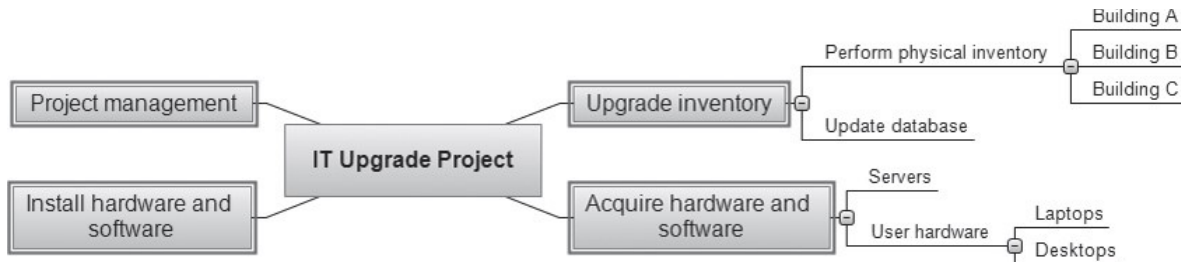 Building A
Perform physical inventory
Building B
Project management
Upgrade inventory
Building C
Update database
IT Upgrade Project
Servers
Install hardware and
software
Acquire hardware and
software
Laptops
User hardware
Desktops